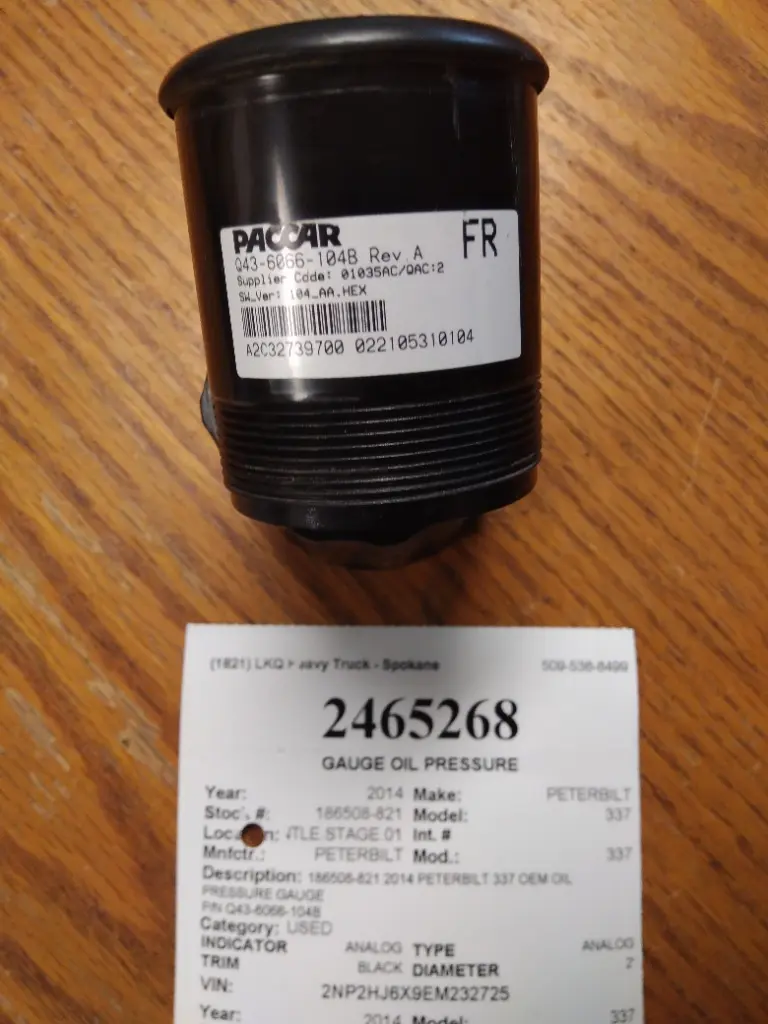 PACCAR FR
Q43-6066-104B Rev A
Supplier Code: 01035AC/QAC:2
SW_Ver: 104_AA.HEX
A2C32739700 022105310104
(1821) LKQ Heavy Truck - Spokane 509-536-8499
2465268
GAUGE OIL PRESSURE
Year: 2014 Make: PETERBILT
Stock #: 186508-821 Model: 337
Location: NTLE.STAGE.01 Int. #
Mnfctr.: PETERBILT Mod.: 337
Description: 186508-821 2014 PETERBILT 337 OEM OIL
PRESSURE GAUGE
P/N Q43-6066-104B
Category: USED
INDICATOR ANALOG TYPE ANALOG
TRIM BLACK DIAMETER 2"
VIN: 2NP2HJ6X9EM232725
Year: 2014 Model: 337